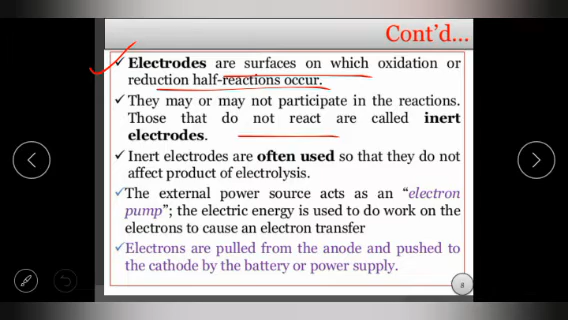 Cont'd...
✓ Electrodes are surfaces on which oxidation or
reduction half-reactions occur.
✓ They may or may not participate in the reactions.
Those that do not react are called inert
electrodes.
✓ Inert electrodes are often used so that they do not
affect product of electrolysis.
✓The external power source acts as an “electron
pump”; the electric energy is used to do work on the
electrons to cause an electron transfer
✓Electrons are pulled from the anode and pushed to
the cathode by the battery or power supply.
8